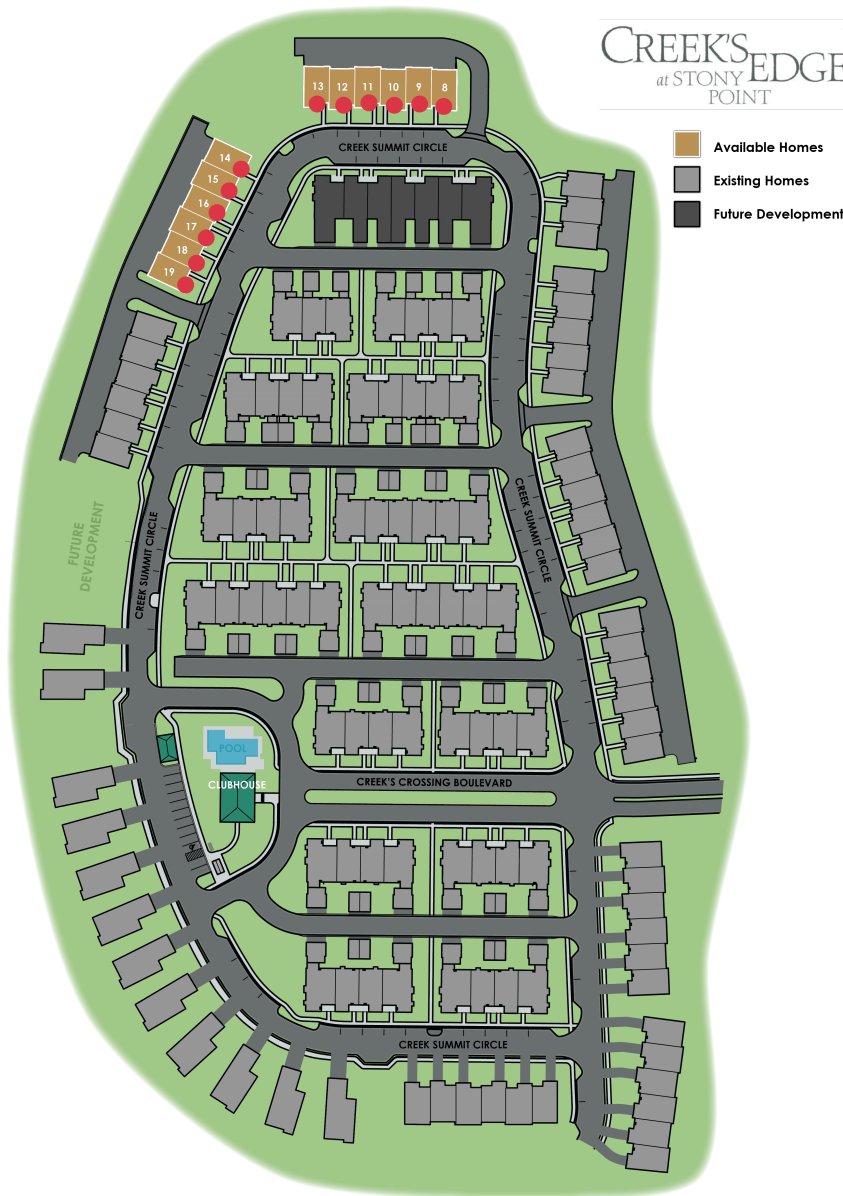 CREEK'S EDGE
at STONY
POINT
Available Homes
Existing Homes
Future Development
13 12 11 10 9 8
CREEK SUMMIT CIRCLE
14
15
16
17
18
19
FUTURE
DEVELOPMENT
CREEK SUMMIT CIRCLE
CREEK SUMMIT CIRCLE
POOL
CLUBHOUSE
CREEK'S CROSSING BOULEVARD
CREEK SUMMIT CIRCLE